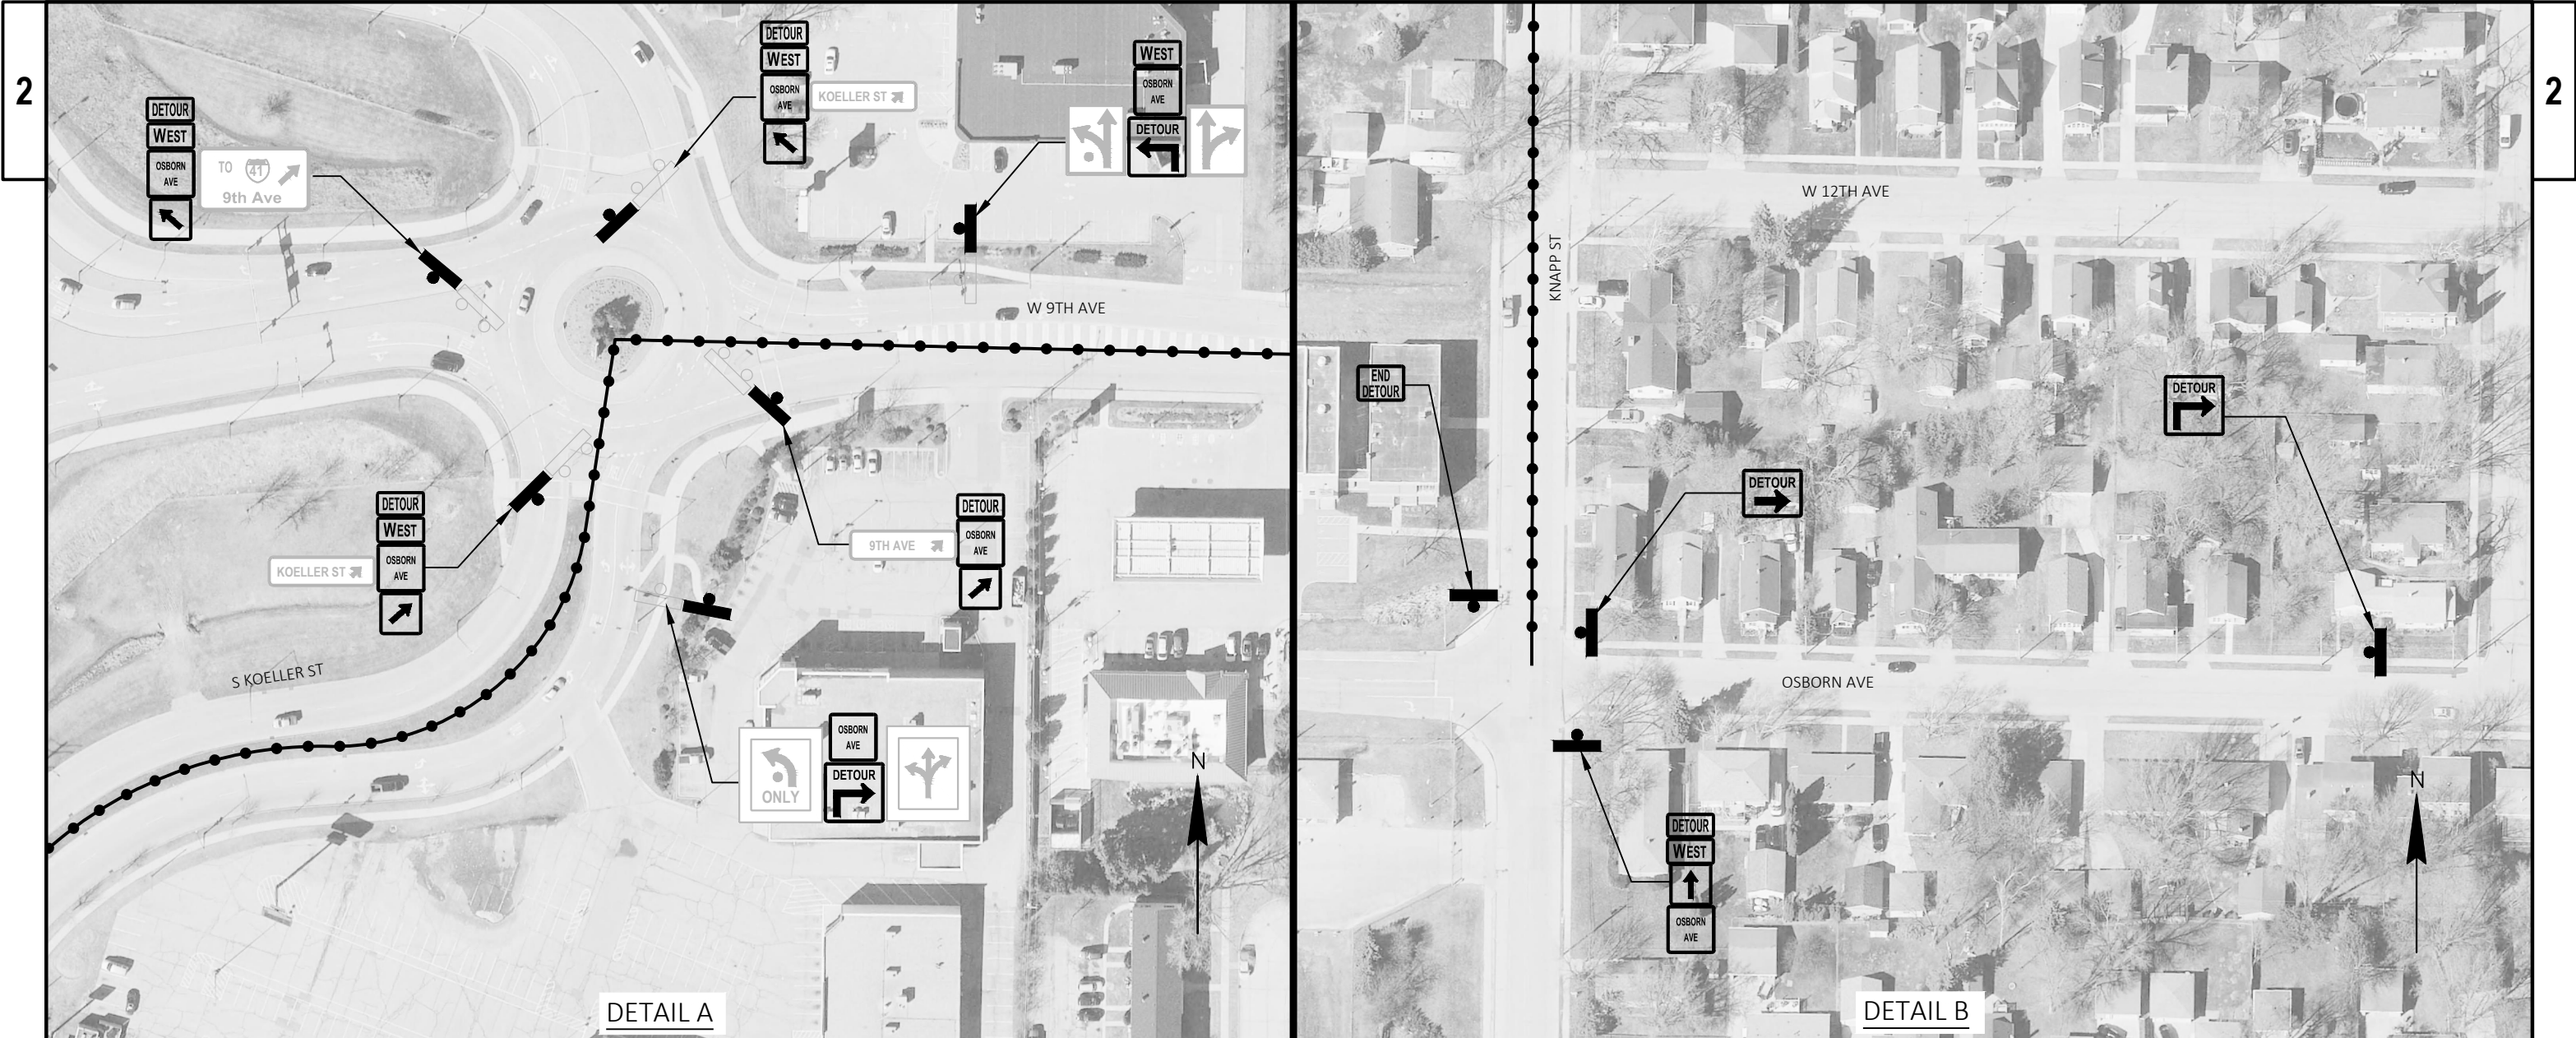 2
DETOUR
WEST
OSBORN
AVE
TO 41
9th Ave
DETOUR
WEST
OSBORN
AVE
KOELLER ST
WEST
OSBORN
AVE
DETOUR
W 9TH AVE
DETOUR
WEST
KOELLER ST
OSBORN
AVE
9TH AVE
DETOUR
OSBORN
AVE
S KOELLER ST
ONLY
OSBORN
AVE
DETOUR
N
DETAIL A
2
W 12TH AVE
KNAPP ST
END
DETOUR
DETOUR
DETOUR
OSBORN AVE
DETOUR
WEST
OSBORN
AVE
N
DETAIL B